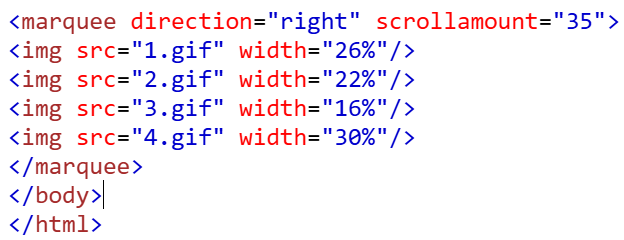 <marquee direction="right" scrollamount="35">
<img src="1.gif" width="26%"/>
<img src="2.gif" width="22%"/>
<img src="3.gif" width="16%"/>
<img src="4.gif" width="30%"/>
</marquee>
</body>
</html>